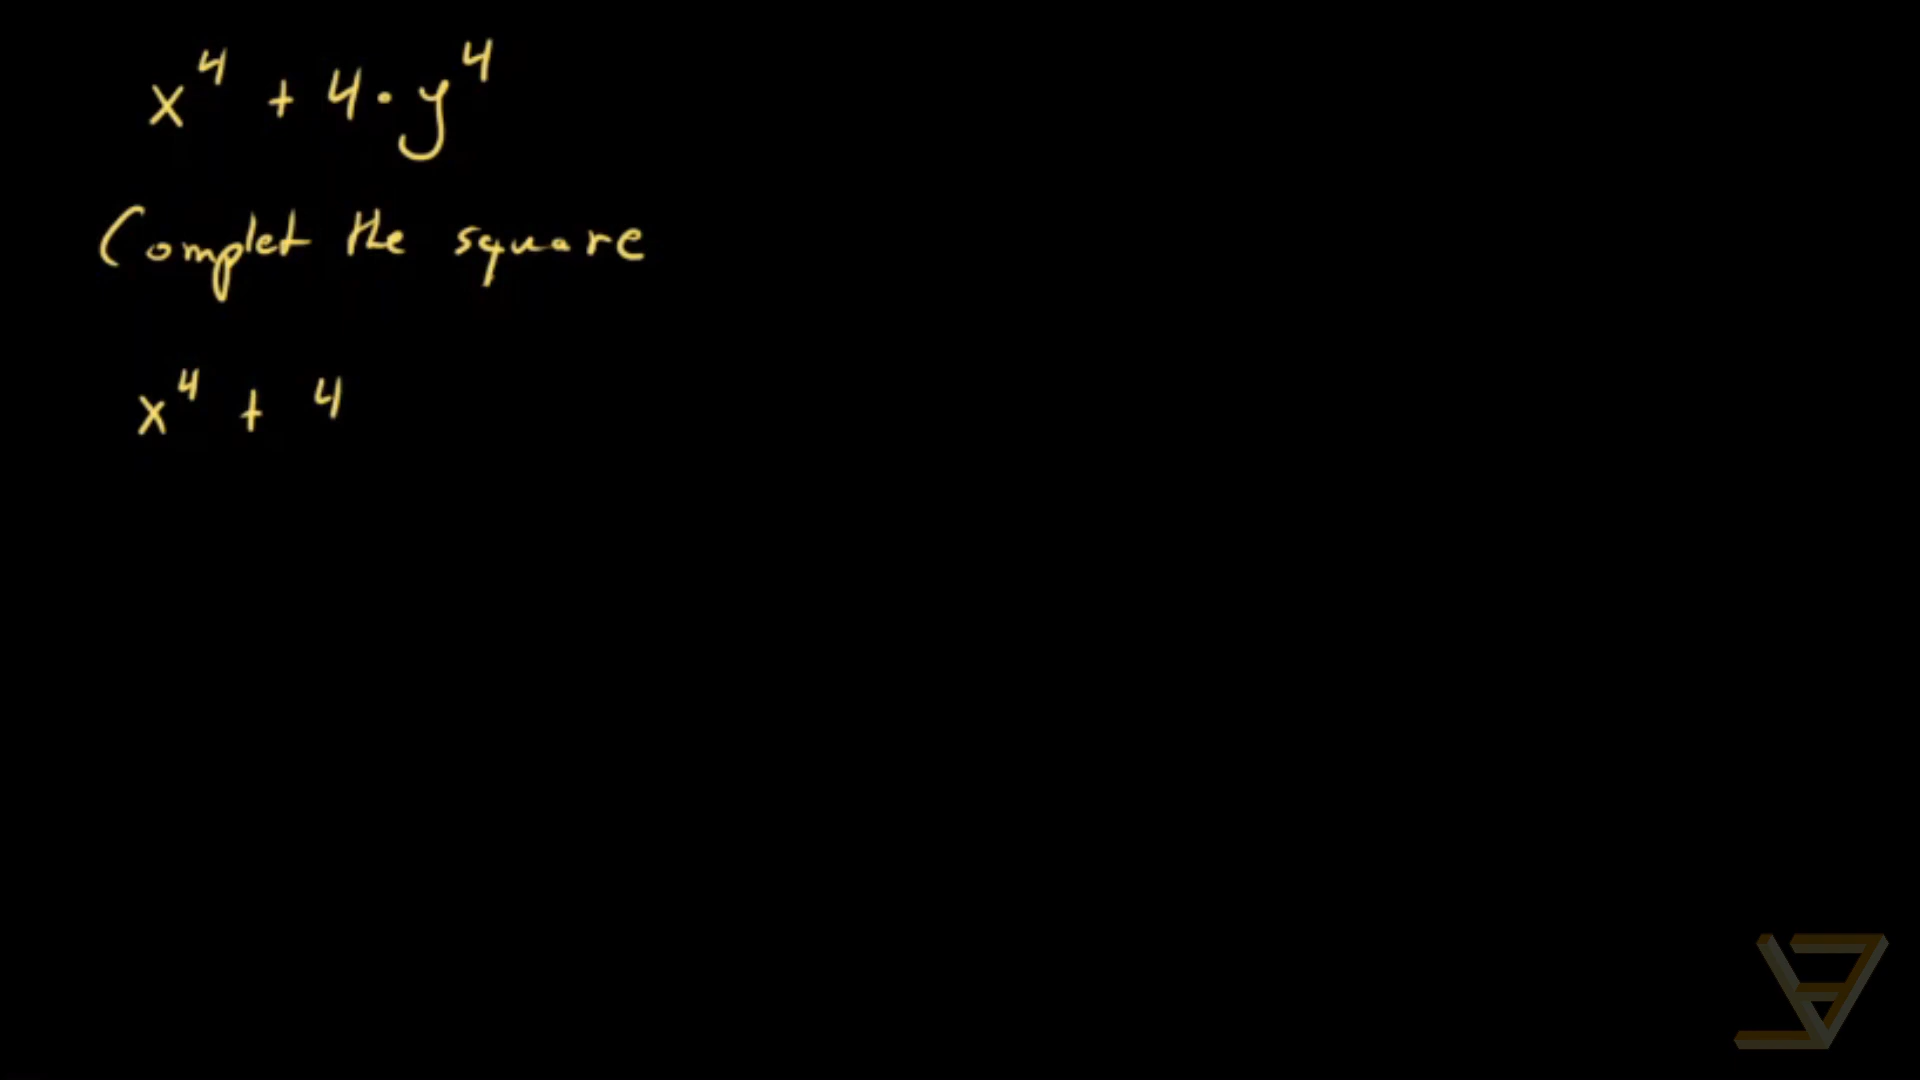 x⁴ + 4 · y⁴
Complet the square
x⁴ + 4